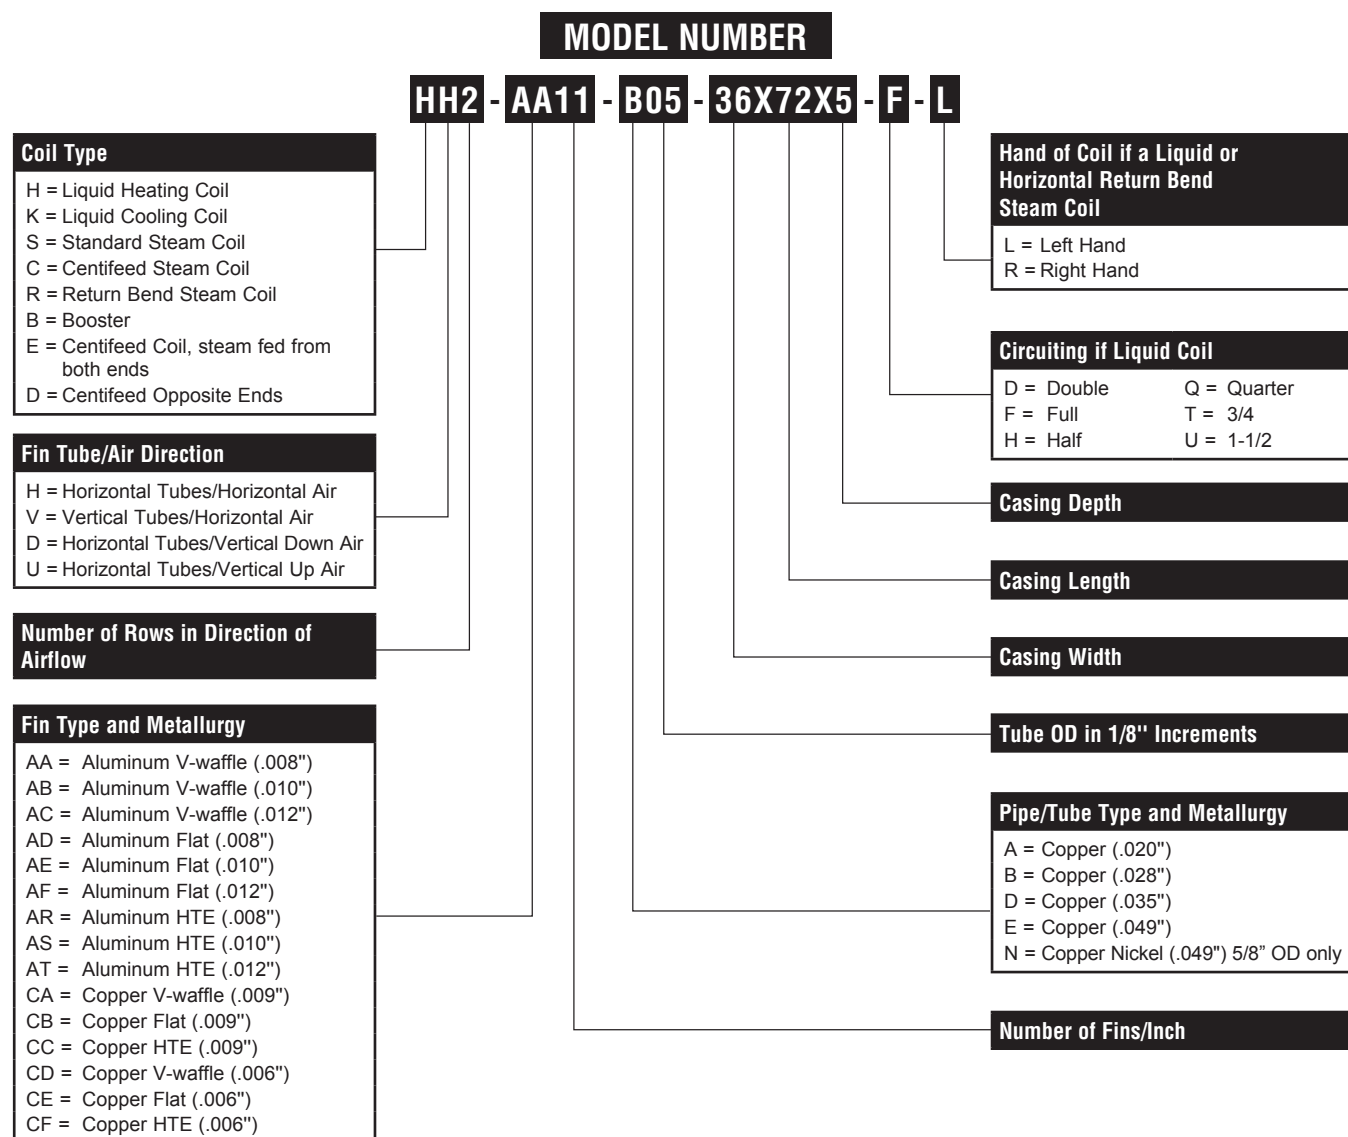 MODEL NUMBER
HH2 - AA11 - B05 - 36X72X5 - F - L
Coil Type
H = Liquid Heating Coil
K = Liquid Cooling Coil
S = Standard Steam Coil
C = Centifeed Steam Coil
R = Return Bend Steam Coil
B = Booster
E = Centifeed Coil, steam fed from
both ends
D = Centifeed Opposite Ends
Fin Tube/Air Direction
H = Horizontal Tubes/Horizontal Air
V = Vertical Tubes/Horizontal Air
D = Horizontal Tubes/Vertical Down Air
U = Horizontal Tubes/Vertical Up Air
Number of Rows in Direction of
Airflow
Fin Type and Metallurgy
AA = Aluminum V-waffle (.008")
AB = Aluminum V-waffle (.010")
AC = Aluminum V-waffle (.012")
AD = Aluminum Flat (.008")
AE = Aluminum Flat (.010")
AF = Aluminum Flat (.012")
AR = Aluminum HTE (.008")
AS = Aluminum HTE (.010")
AT = Aluminum HTE (.012")
CA = Copper V-waffle (.009")
CB = Copper Flat (.009")
CC = Copper HTE (.009")
CD = Copper V-waffle (.006")
CE = Copper Flat (.006")
CF = Copper HTE (.006")
Hand of Coil if a Liquid or
Horizontal Return Bend
Steam Coil
L = Left Hand
R = Right Hand
Circuiting if Liquid Coil
D = Double Q = Quarter
F = Full T = 3/4
H = Half U = 1-1/2
Casing Depth
Casing Length
Casing Width
Tube OD in 1/8'' Increments
Pipe/Tube Type and Metallurgy
A = Copper (.020")
B = Copper (.028")
D = Copper (.035")
E = Copper (.049")
N = Copper Nickel (.049") 5/8” OD only
Number of Fins/Inch